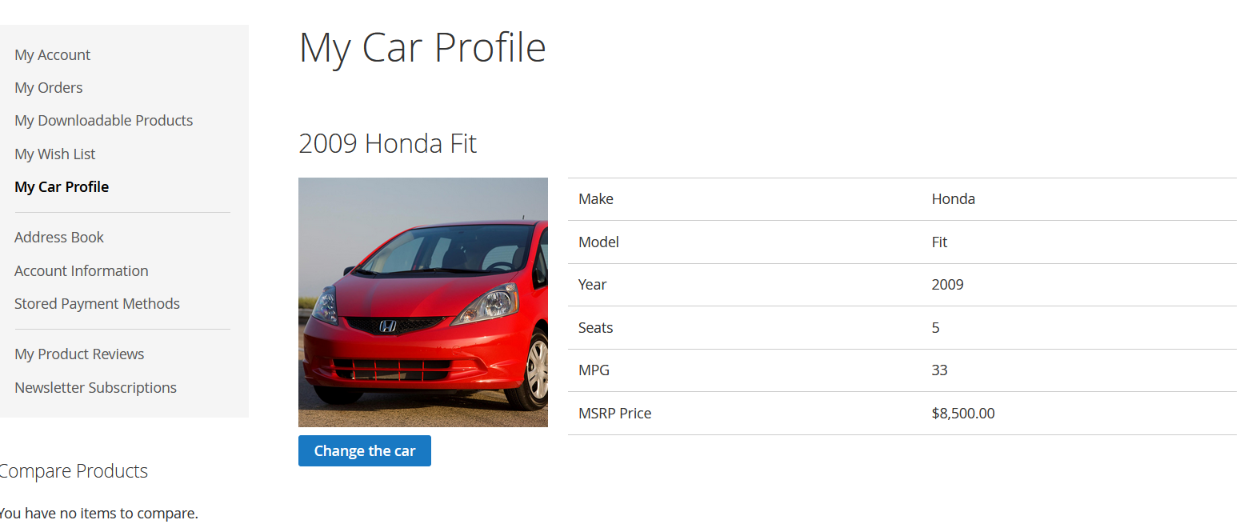 My Account
My Orders
My Downloadable Products
My Wish List
My Car Profile
Address Book
Account Information
Stored Payment Methods
My Product Reviews
Newsletter Subscriptions
Compare Products
You have no items to compare.
My Car Profile
2009 Honda Fit
Make Honda
Model Fit
Year 2009
Seats 5
MPG 33
MSRP Price $8,500.00
Change the car